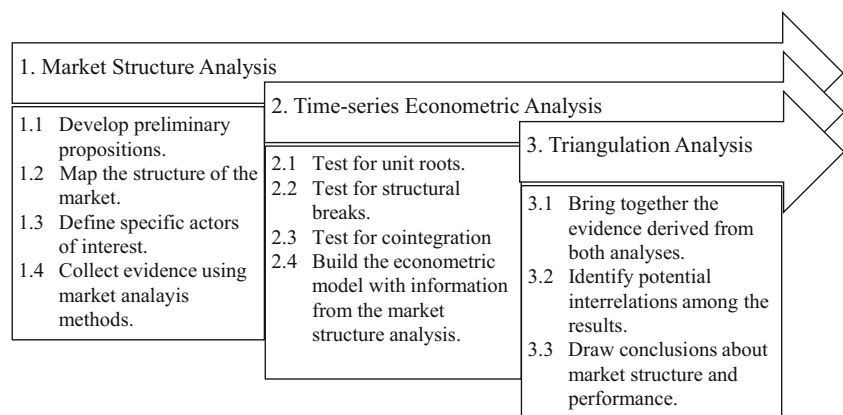 1. Market Structure Analysis
1.1 Develop preliminary
propositions.
1.2 Map the structure of the
market.
1.3 Define specific actors
of interest.
1.4 Collect evidence using
market analayis
methods.
2. Time-series Econometric Analysis
2.1 Test for unit roots.
2.2 Test for structural
breaks.
2.3 Test for cointegration
2.4 Build the econometric
model with information
from the market
structure analysis.
3. Triangulation Analysis
3.1 Bring together the
evidence derived from
both analyses.
3.2 Identify potential
interrelations among the
results.
3.3 Draw conclusions about
market structure and
performance.